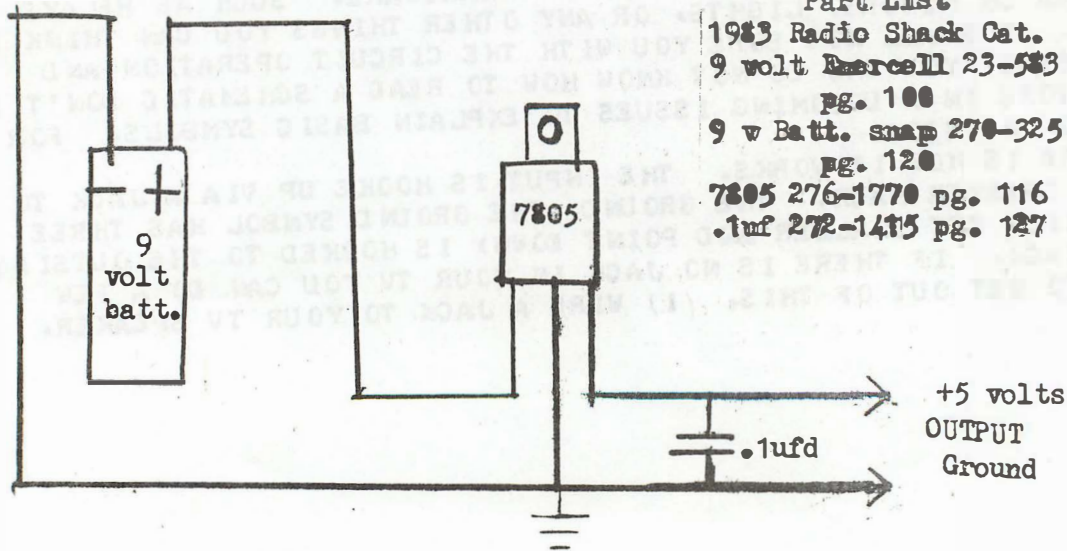 Part List
1983 Radio Shack Cat.
9 volt Enercell 23-583
pg. 100
9 v Batt. snap 270-325
pg. 120
7805 276-1770 pg. 116
.1uf 272-1415 pg. 127
- +
9
volt
batt.
7805
+5 volts
OUTPUT
Ground
.1ufd